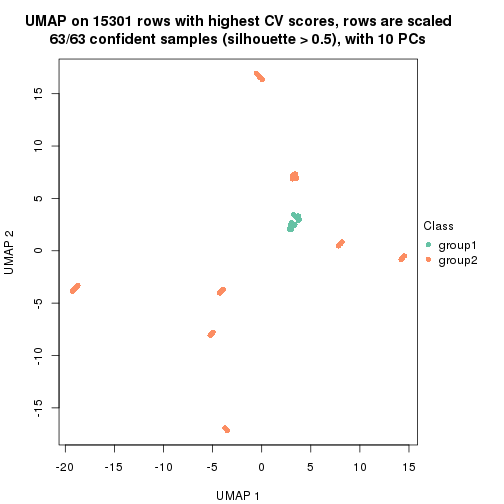 UMAP on 15301 rows with highest CV scores, rows are scaled
63/63 confident samples (silhouette > 0.5), with 10 PCs
15
10
5
0
-5
-10
-15
UMAP 2
Class
group1
group2
-20 -15 -10 -5 0 5 10 15
UMAP 1